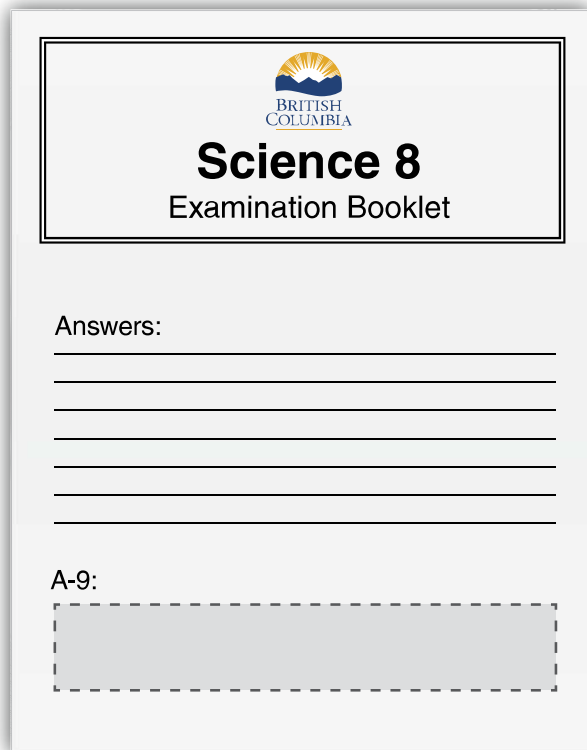 BRITISH
COLUMBIA
Science 8
Examination Booklet
Answers:
A-9: